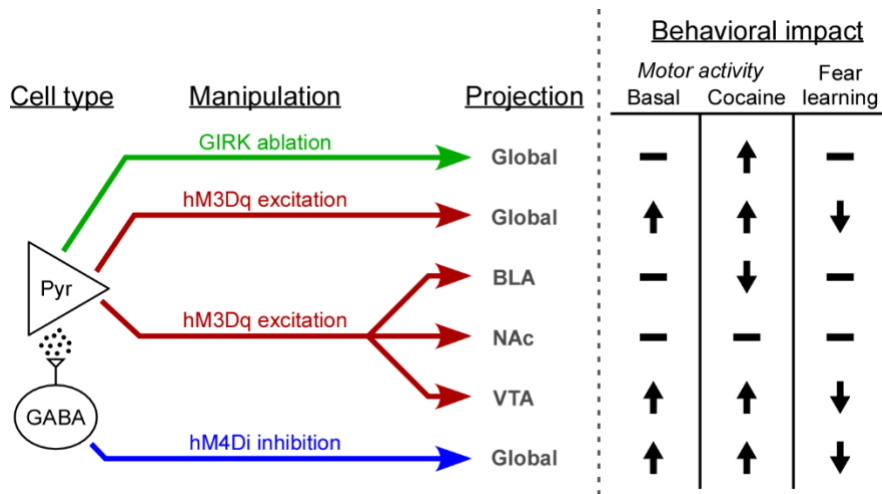 Behavioral impact
Motor activity
Fear
learning
Cell type
Manipulation
Projection
Basal
Cocaine
GIRK ablation
Global
hM3Dq excitation
Global
BLA
Pyr
hM3Dq excitation
NAc
VTA
GABA
hM4Di inhibition
Global